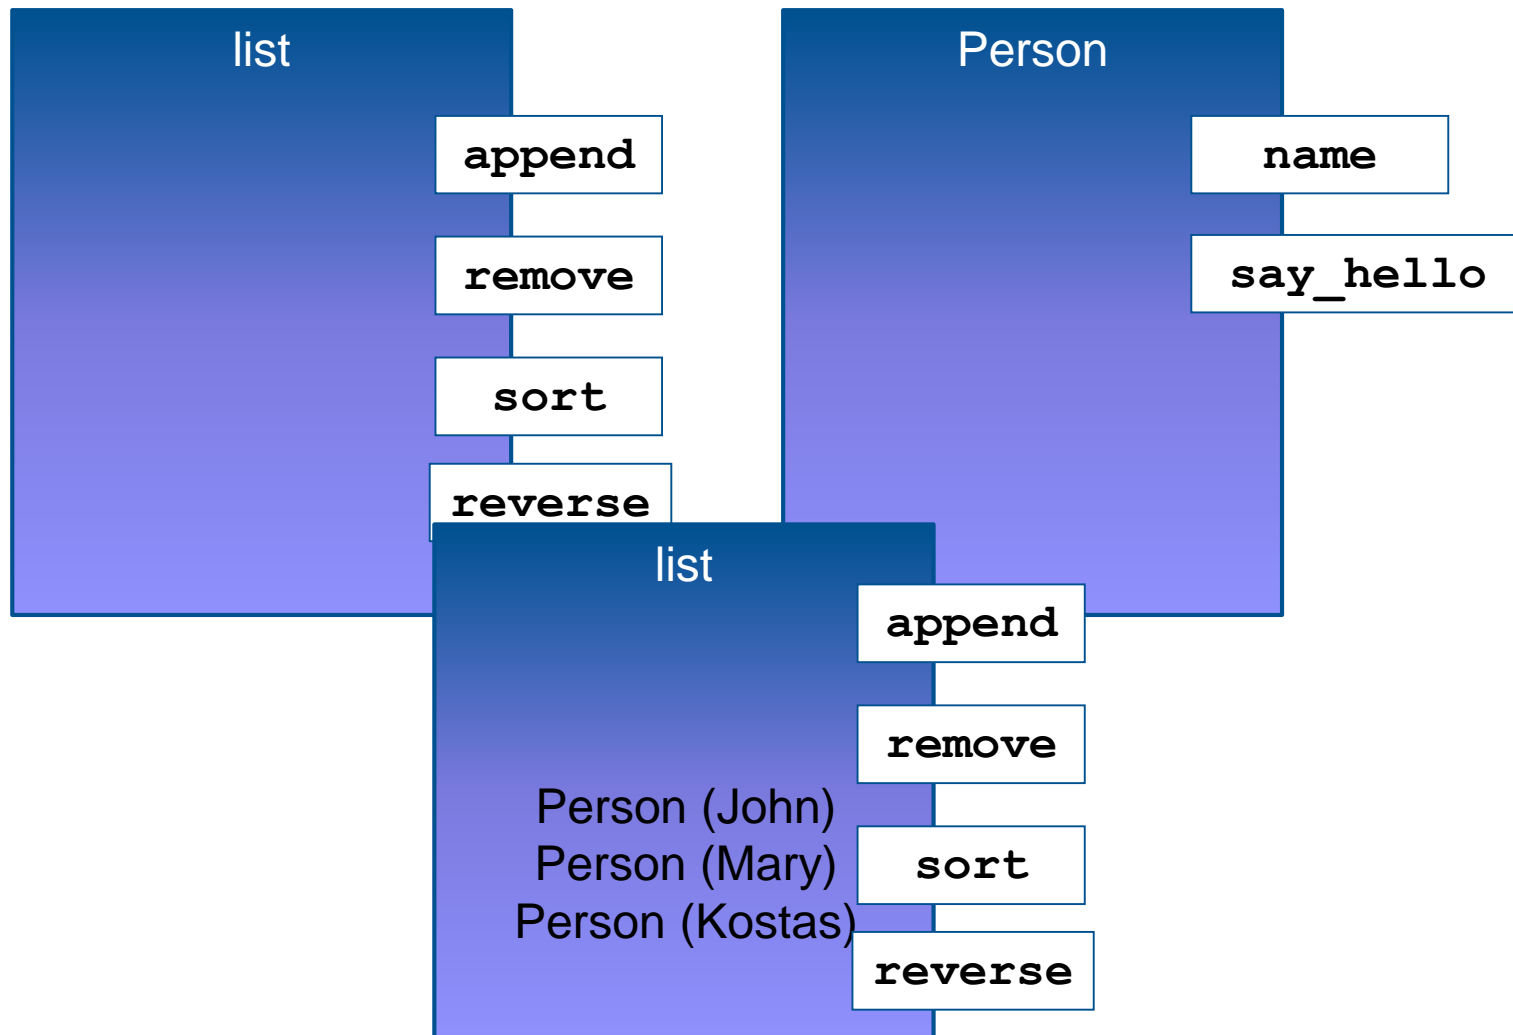 list
append
remove
sort
reverse
Person
name
say_hello
list
append
remove
sort
reverse
Person (John)
Person (Mary)
Person (Kostas)